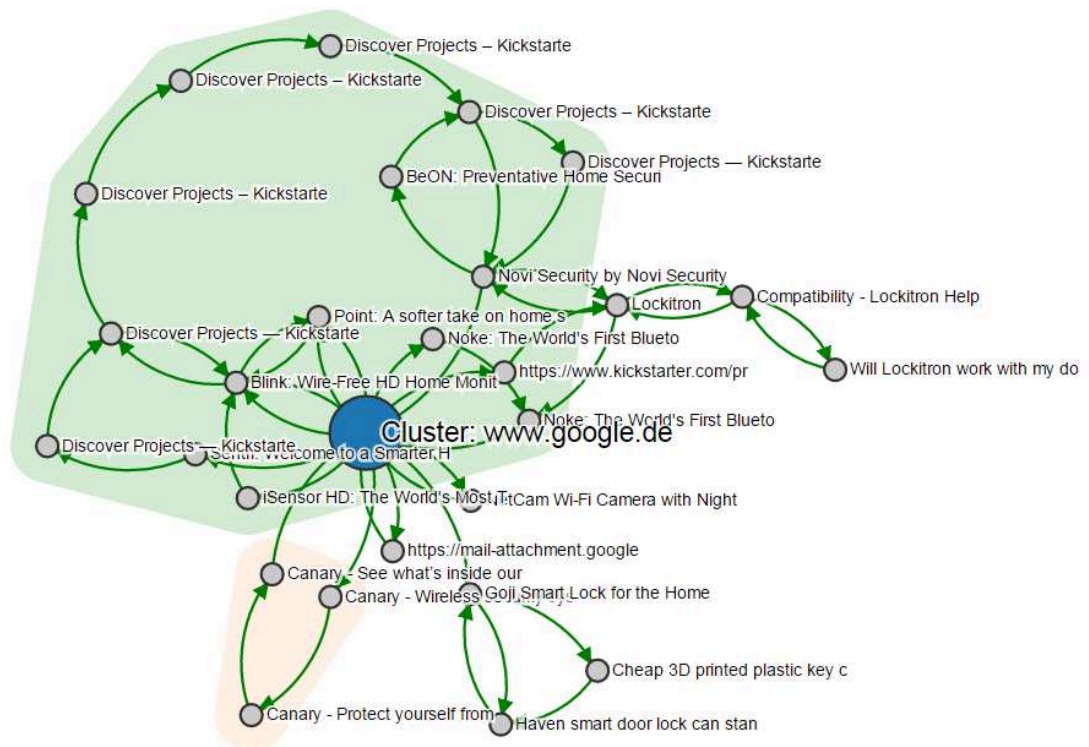 Discover Projects – Kickstarte
Discover Projects – Kickstarte
Discover Projects – Kickstarte
Discover Projects — Kickstarte
BeON: Preventative Home Securi
Discover Projects – Kickstarte
Novi Security by Novi Security
Compatibility - Lockitron Help
Lockitron
Point: A softer take on home s
Discover Projects — Kickstarte
Noke: The World's First Blueto
Will Lockitron work with my do
https://www.kickstarter.com/pr
Blink: Wire-Free HD Home Monit
Noke: The World's First Blueto
Cluster: www.google.de
Discover Projects — Kickstarte
Welcome to a Smarter H
iSensor HD: The World's Most T
Cam Wi-Fi Camera with Night
https://mail-attachment.google
Canary - See what's inside our
Goji Smart Lock for the Home
Canary - Wireless
Cheap 3D printed plastic key c
Canary - Protect yourself from
Haven smart door lock can stan